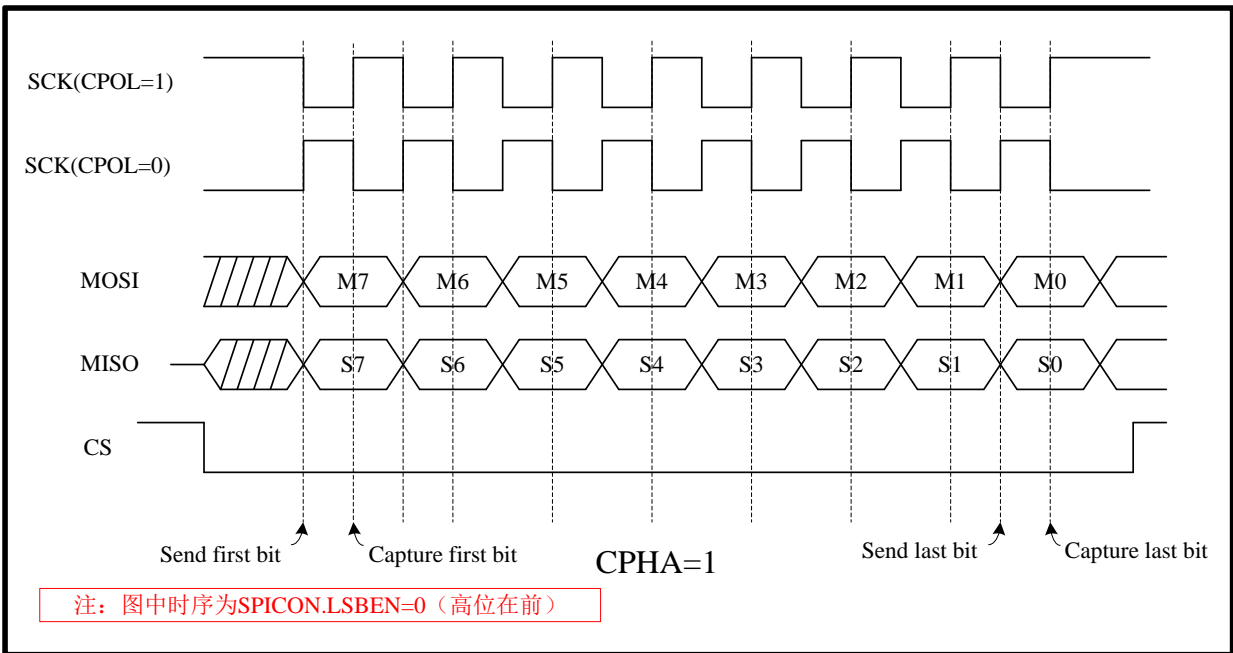 SCK(CPOL=1)
SCK(CPOL=0)
MOSI M7 M6 M5 M4 M3 M2 M1 M0
MISO S7 S6 S5 S4 S3 S2 S1 S0
CS
Send first bit Capture first bit Send last bit Capture last bit
CPHA=1
注：图中时序为SPICON.LSBEN=0（高位在前）